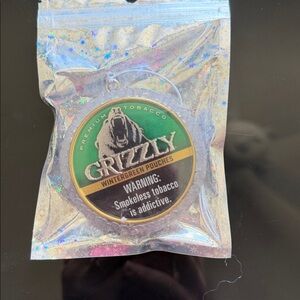 PREMIUM TOBACCO
GRIZZLY
WINTERGREEN POUCHES
WARNING:
Smokeless tobacco
is addictive.